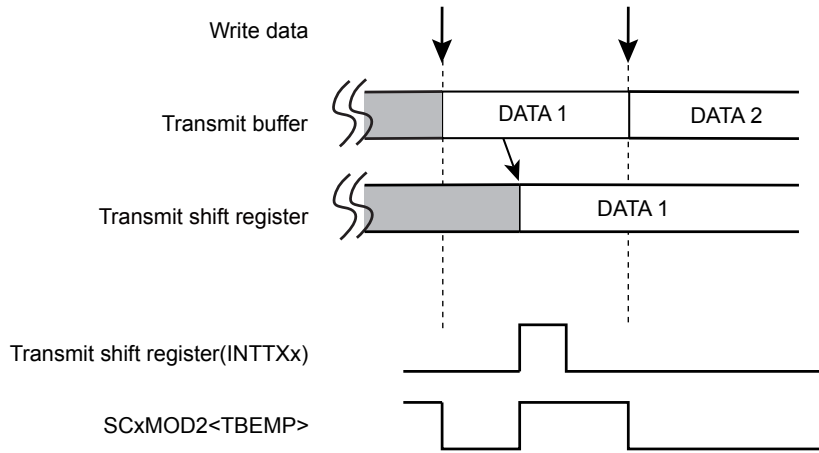 Write data
Transmit buffer
DATA 1
DATA 2
Transmit shift register
DATA 1
Transmit shift register(INTTXx)
SCxMOD2<TBEMP>